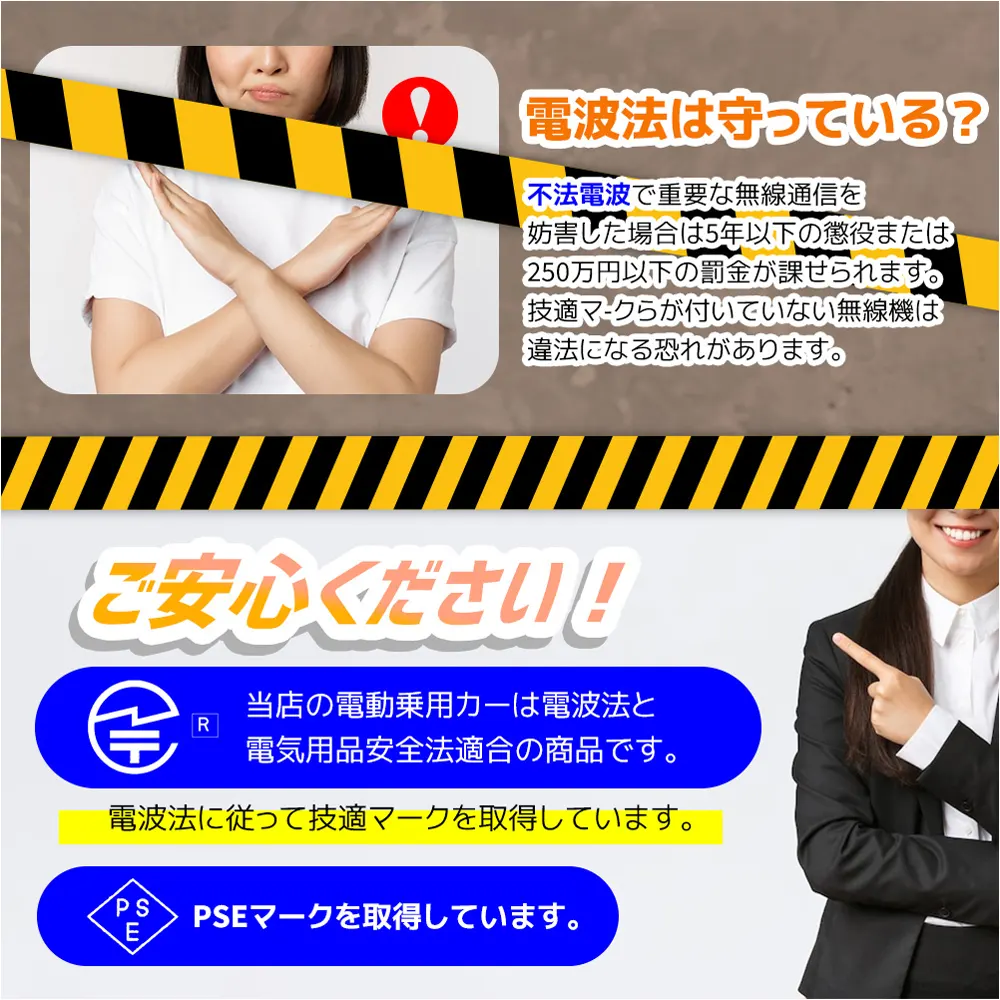 電波法は守っている？
不法電波で重要な無線通信を
妨害した場合は5年以下の懲役または
250万円以下の罰金が課せられます。
技適マークらが付いていない無線機は
違法になる恐れがあります。
ご安心ください！
R
当店の電動乗用カーは電波法と
電気用品安全法適合の商品です。
電波法に従って技適マークを取得しています。
PS
E
PSEマークを取得しています。